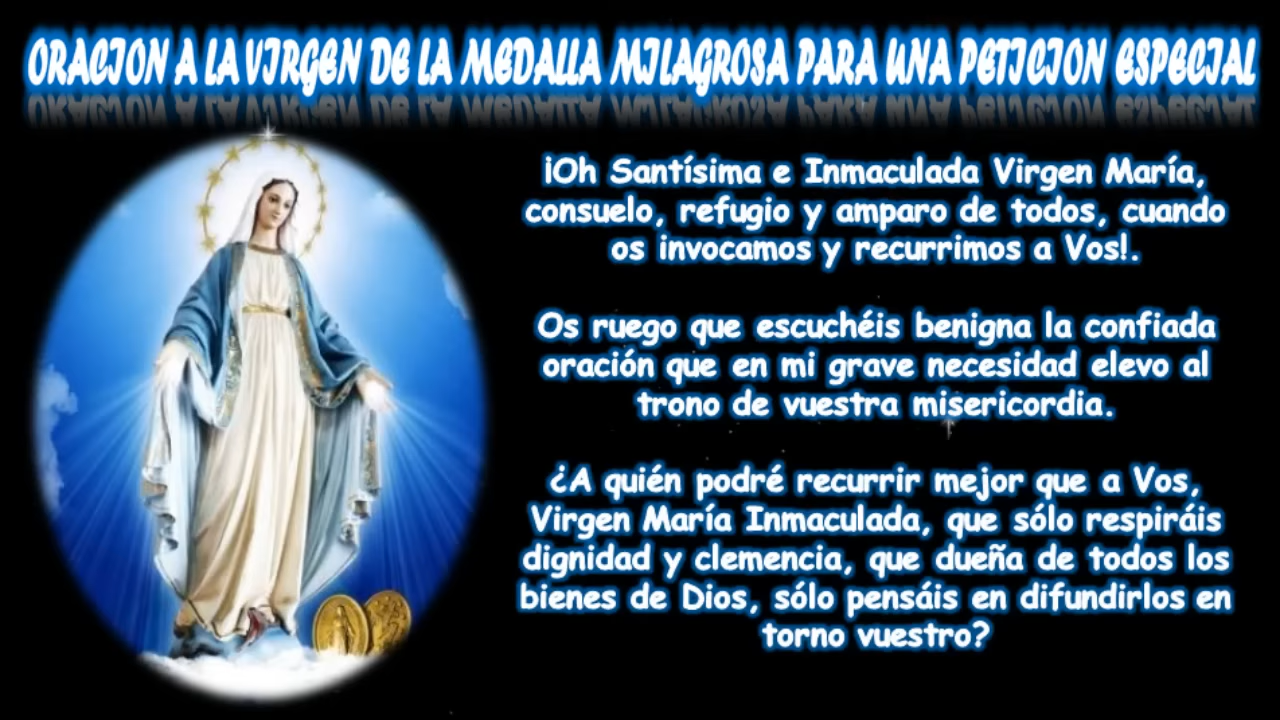 ORACION A LA VIRGEN DE LA MEDALLA MILAGROSA PARA UNA PETICION ESPECIAL
¡Oh Santísima e Inmaculada Virgen María,
consuelo, refugio y amparo de todos, cuando
os invocamos y recurrimos a Vos!.
Os ruego que escuchéis benigna la confiada
oración que en mi grave necesidad elevo al
trono de vuestra misericordia.
¿A quién podré recurrir mejor que a Vos,
Virgen María Inmaculada, que sólo respiráis
dignidad y clemencia, que dueña de todos los
bienes de Dios, sólo pensáis en difundirlos en
torno vuestro?